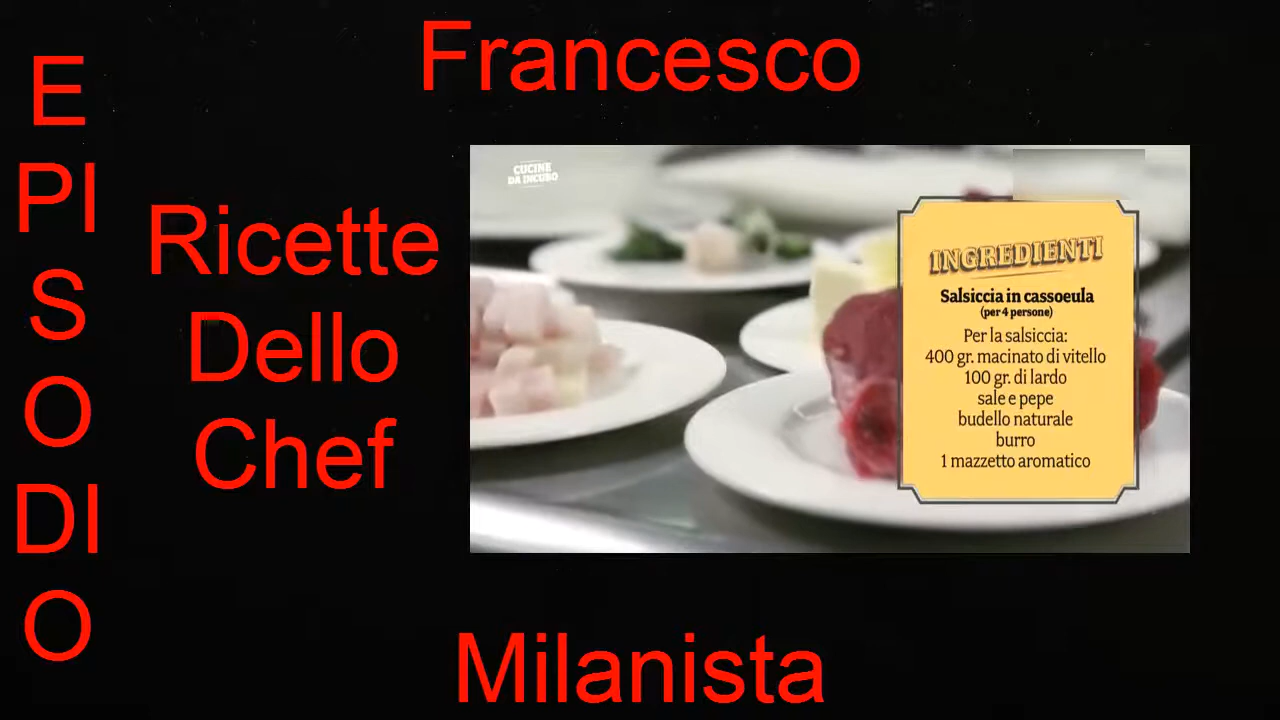 Francesco
E
PI
S
O
DI
O
Ricette
Dello
Chef
CUCINE
DA INCUBO
INGREDIENTI
Salsiccia in cassoeula
(per 4 persone)
Per la salsiccia:
400 gr. macinato di vitello
100 gr. di lardo
sale e pepe
budello naturale
burro
1 mazzetto aromatico
Milanista